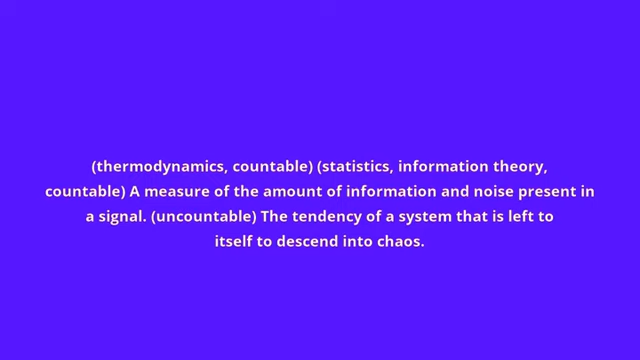 (thermodynamics, countable) (statistics, information theory,
countable) A measure of the amount of information and noise present in
a signal. (uncountable) The tendency of a system that is left to
itself to descend into chaos.